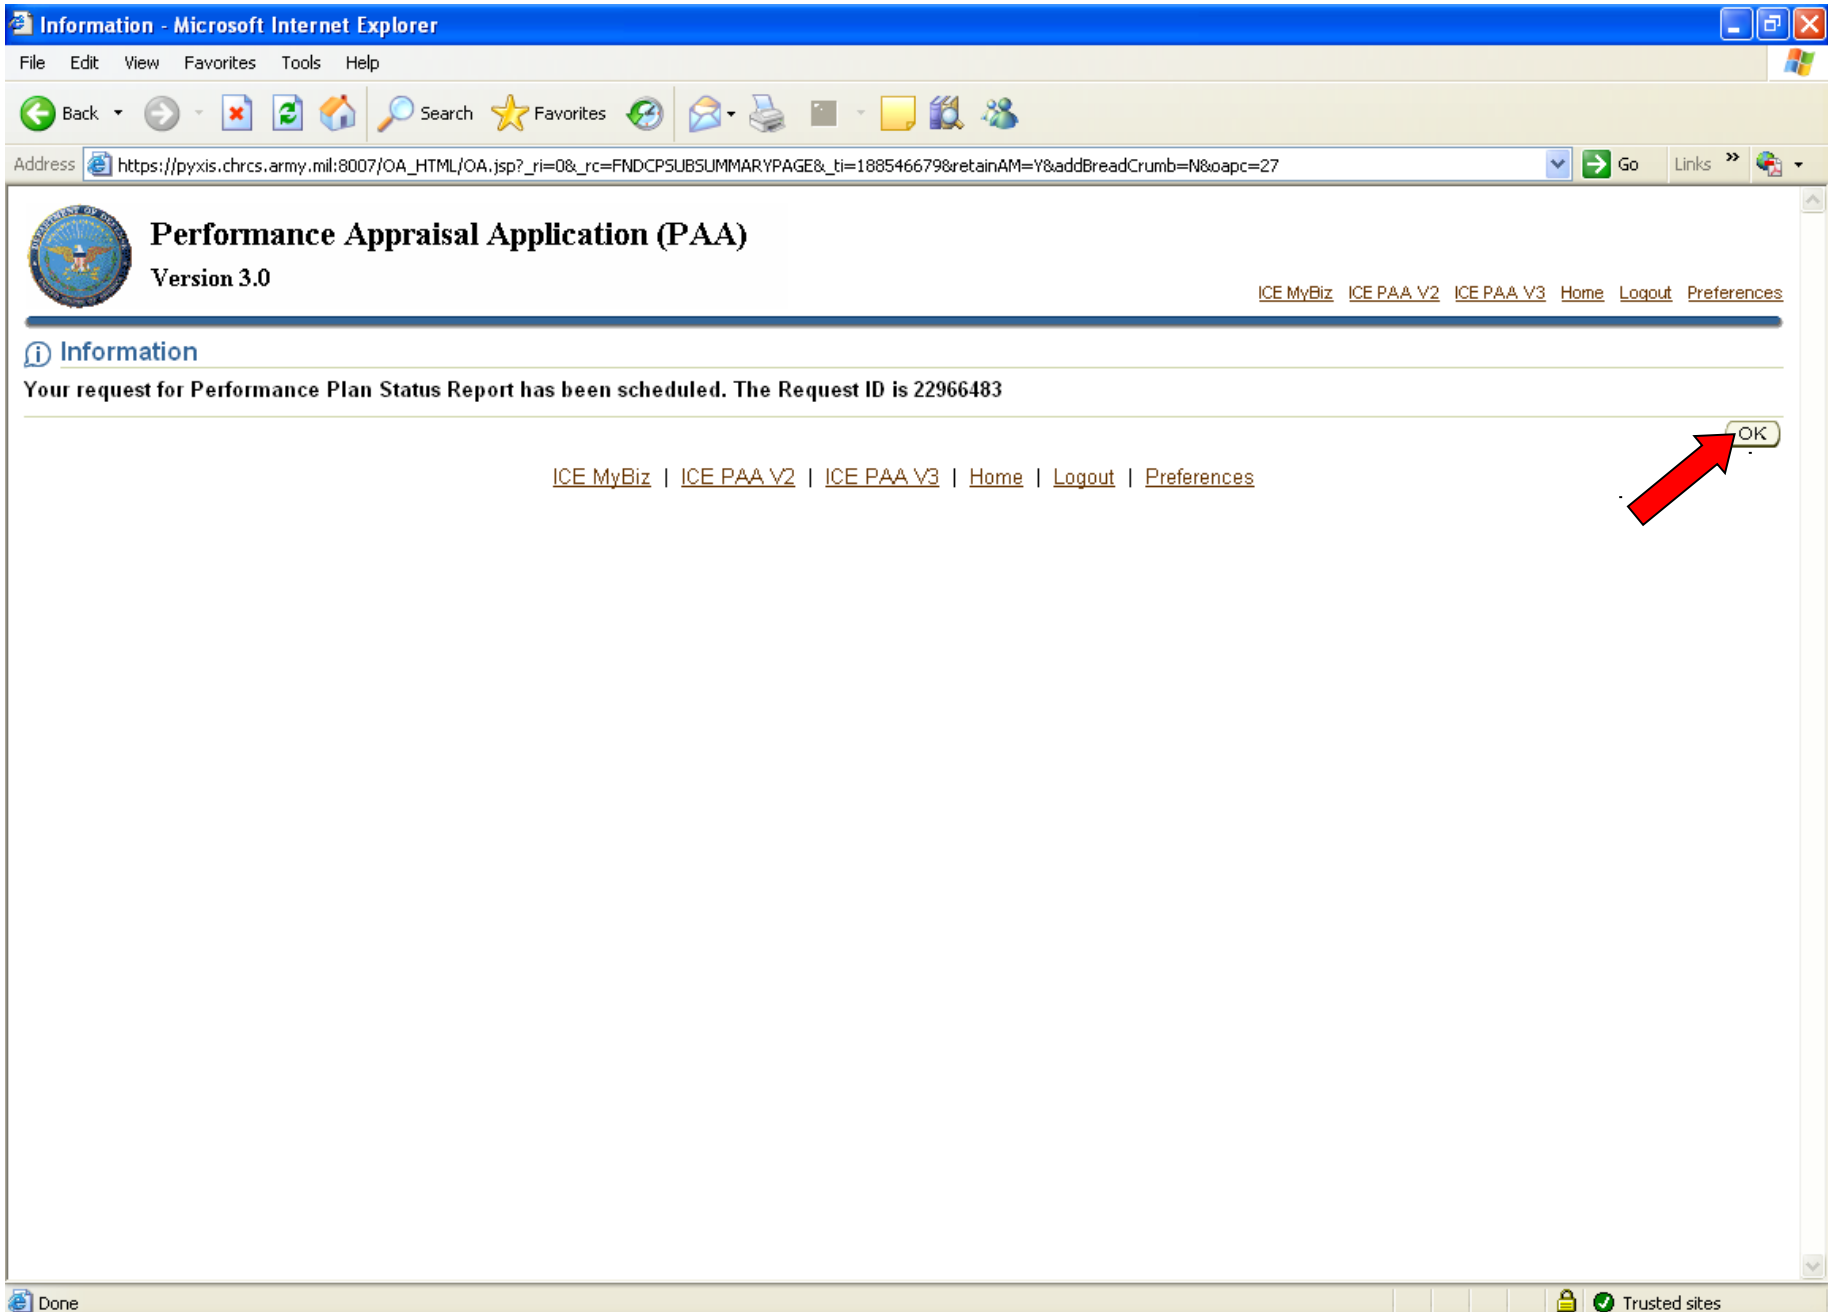 Information - Microsoft Internet Explorer
File Edit View Favorites Tools Help
Back Search Favorites
Address https://pyxis.chrcs.army.mil:8007/OA_HTML/OA.jsp?_ri=0&_rc=FNDCPSUBSUMMARYPAGE&_ti=188546679&retainAM=Y&addBreadCrumb=N&oapc=27 Go Links »
Performance Appraisal Application (PAA)
Version 3.0
ICE MyBiz ICE PAA V2 ICE PAA V3 Home Logout Preferences
Information
Your request for Performance Plan Status Report has been scheduled. The Request ID is 22966483
OK
ICE MyBiz | ICE PAA V2 | ICE PAA V3 | Home | Logout | Preferences
Done Trusted sites